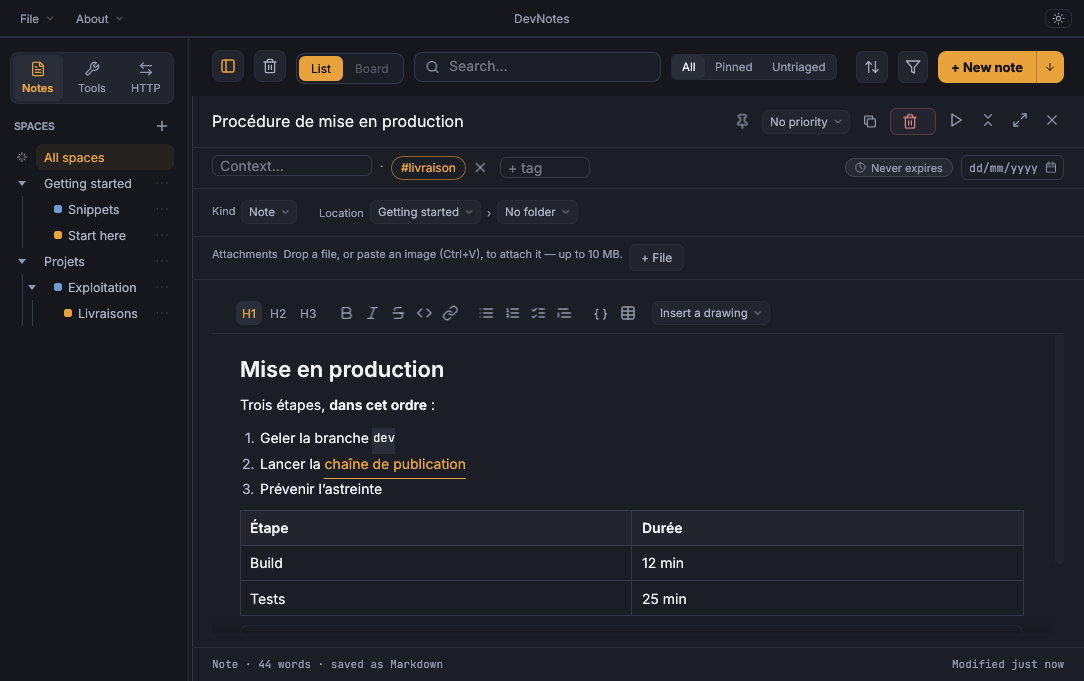 File
About
DevNotes
Notes
Tools
HTTP
List
Board
Search...
All
Pinned
Untriaged
+ New note
SPACES
All spaces
Getting started
Snippets
Start here
Projets
Exploitation
Livraisons
Procédure de mise en production
No priority
Context...
·
#livraison
+ tag
Never expires
dd/mm/yyyy
Kind
Note
Location
Getting started
›
No folder
Attachments Drop a file, or paste an image (Ctrl+V), to attach it — up to 10 MB.
+ File
H1 H2 H3
Insert a drawing
Mise en production
Trois étapes, dans cet ordre :
1. Geler la branche dev
2. Lancer la chaîne de publication
3. Prévenir l'astreinte
Étape Durée
Build 12 min
Tests 25 min
Note · 44 words · saved as Markdown
Modified just now